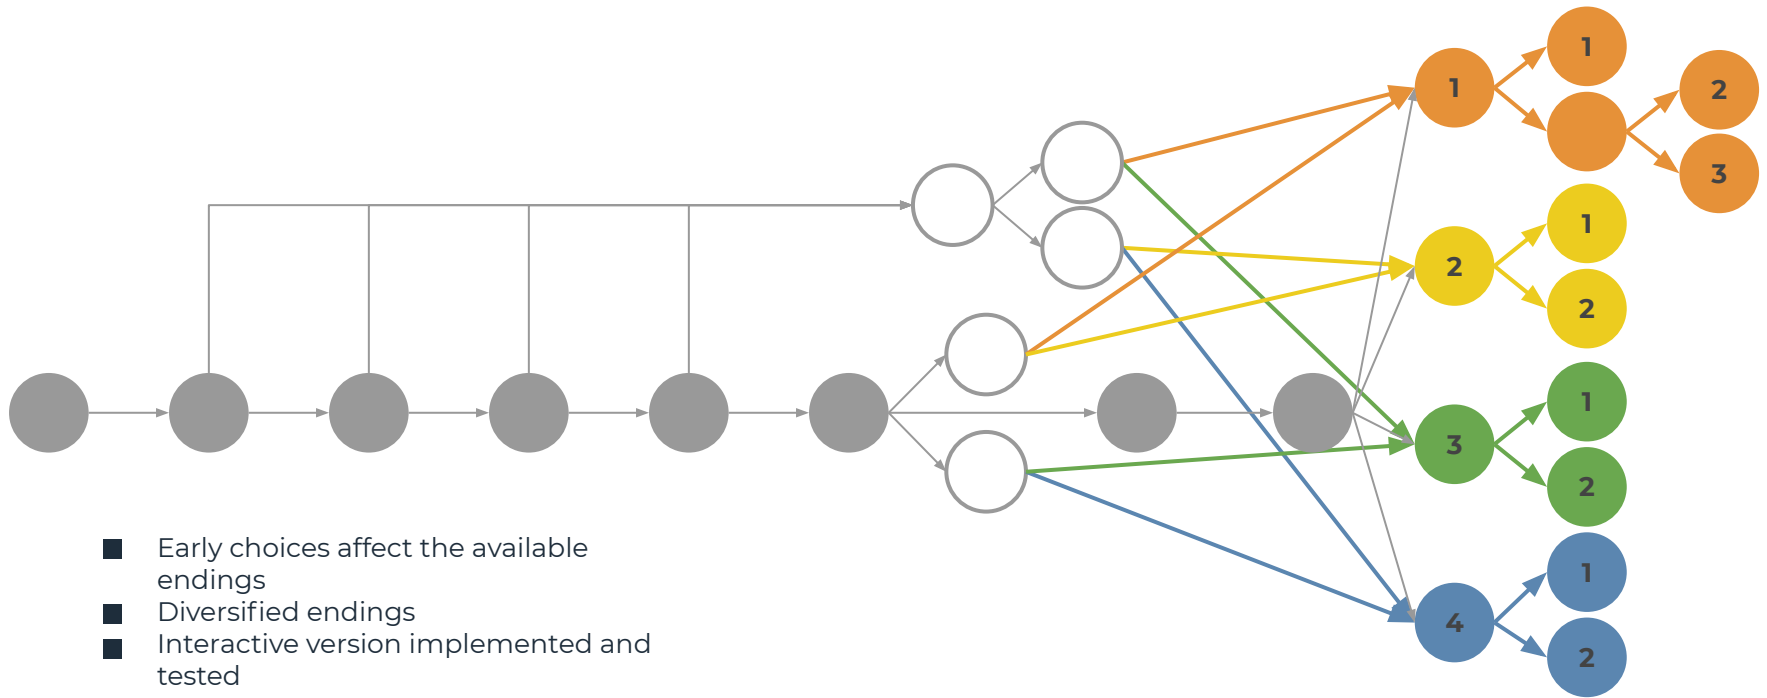 1
1
2
3
2
1
2
3
1
2
4
1
2
Early choices affect the available
endings
Diversified endings
Interactive version implemented and
tested